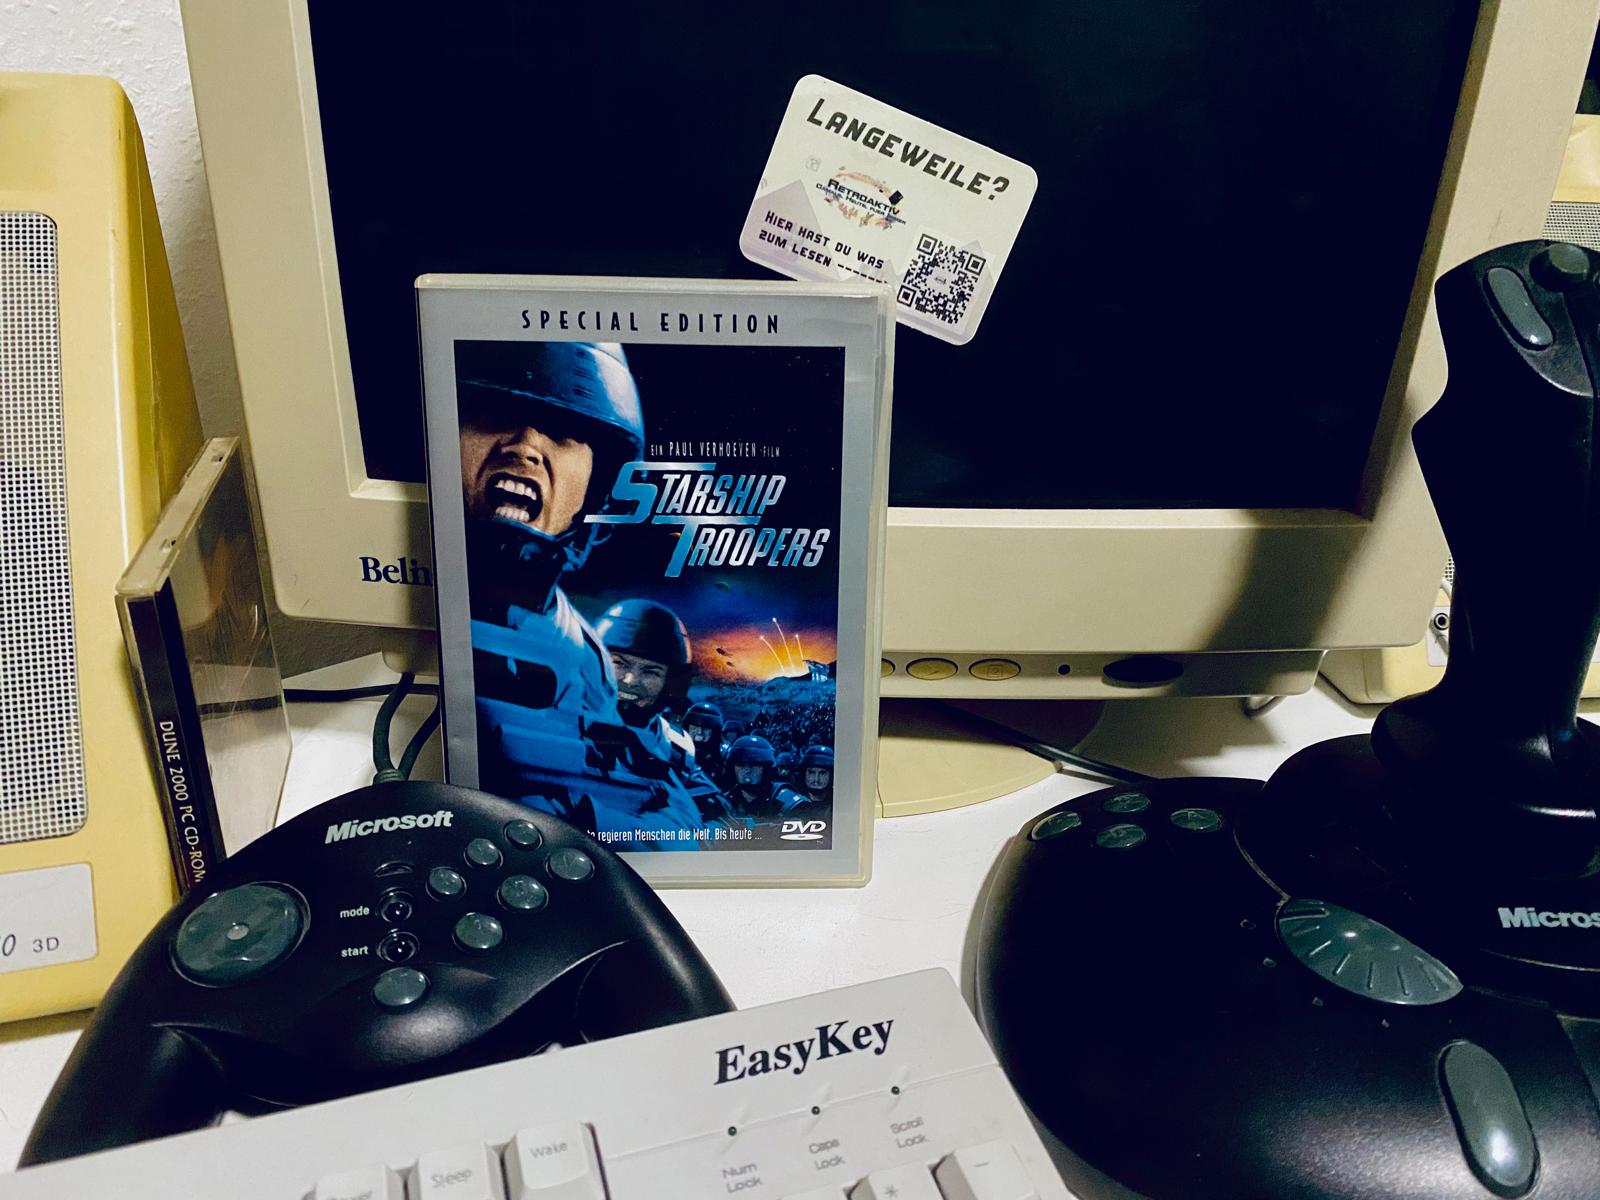 LANGEWEILE?
RETROAKTIV
HIER HAST DU WAS
ZUM LESEN -------
SPECIAL EDITION
EIN PAUL VERHOEVEN-FILM
STARSHIP
TROOPERS
regieren Menschen die Welt. Bis heute ...
DVD
Belin
DUNE 2000 PC CD-ROM
0 3D
Microsoft
mode
start
Micros
EasyKey
Wake
Sleep
Num
Lock
Caps
Lock
Scroll
Lock
*
-